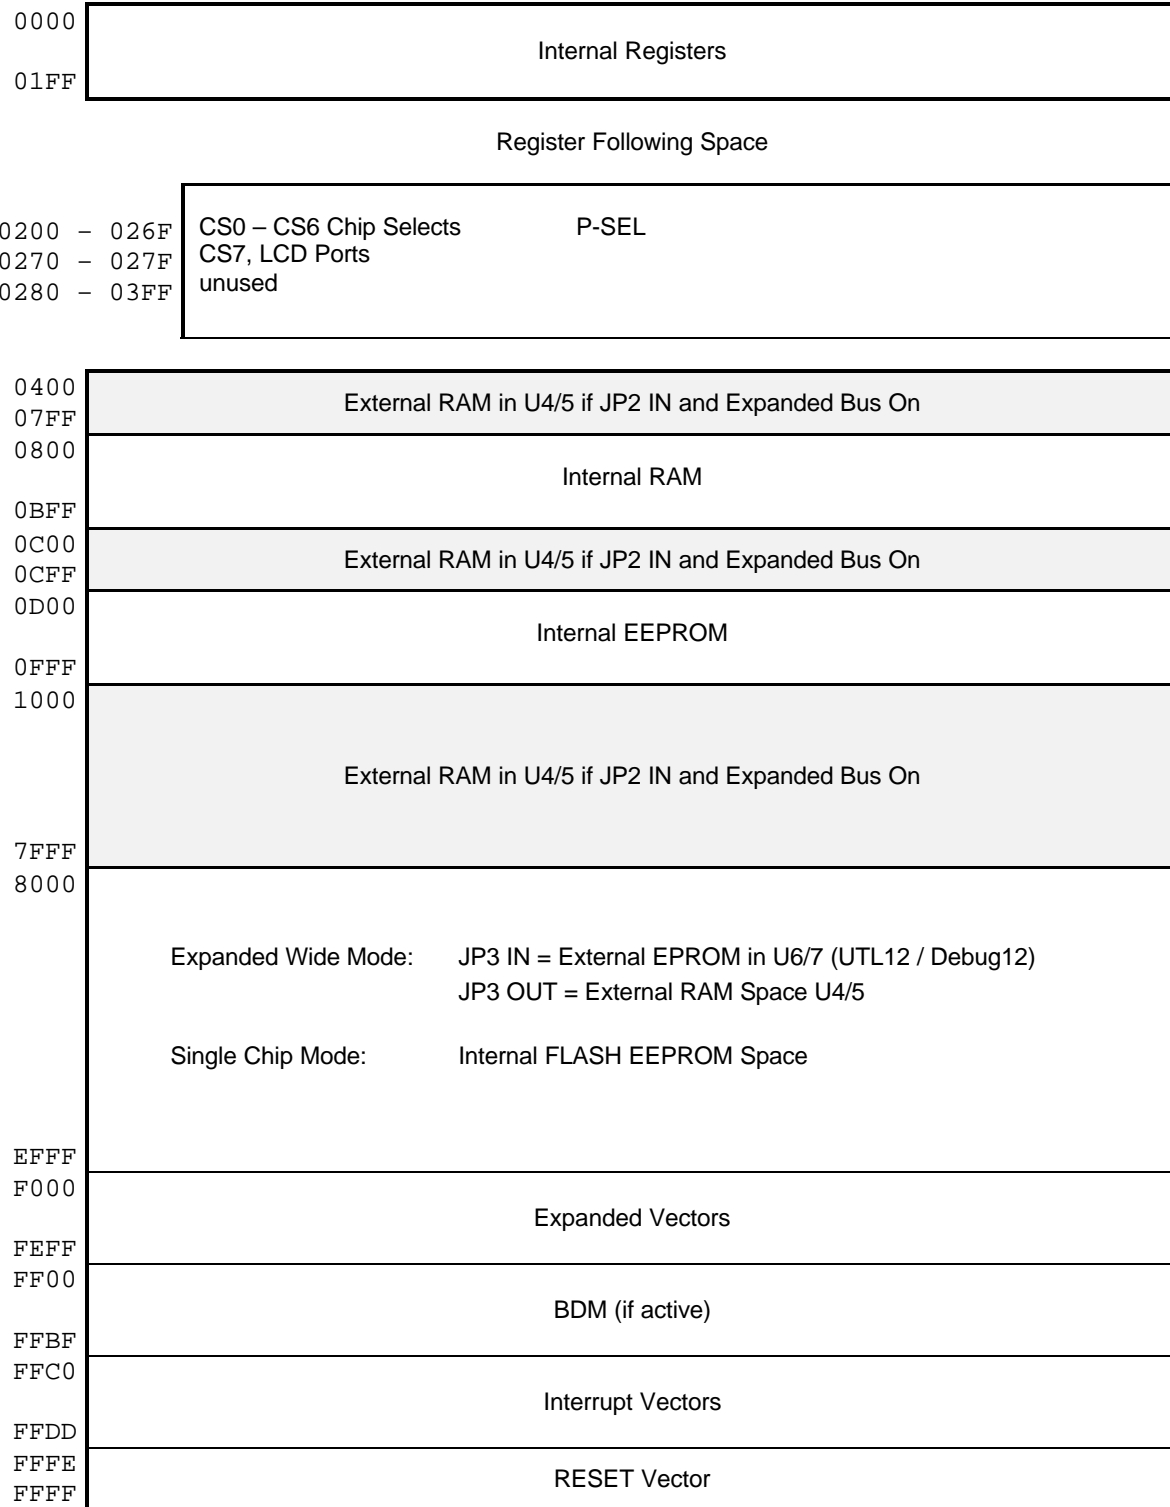 0000
Internal Registers
01FF
Register Following Space
0200 – 026F CS0 – CS6 Chip Selects P-SEL
0270 – 027F CS7, LCD Ports
0280 – 03FF unused
0400
External RAM in U4/5 if JP2 IN and Expanded Bus On
07FF
0800
Internal RAM
0BFF
0C00
External RAM in U4/5 if JP2 IN and Expanded Bus On
0CFF
0D00
Internal EEPROM
0FFF
1000
External RAM in U4/5 if JP2 IN and Expanded Bus On
7FFF
8000
Expanded Wide Mode: JP3 IN = External EPROM in U6/7 (UTL12 / Debug12)
JP3 OUT = External RAM Space U4/5
Single Chip Mode: Internal FLASH EEPROM Space
EFFF
F000
Expanded Vectors
FEFF
FF00
BDM (if active)
FFBF
FFC0
Interrupt Vectors
FFDD
FFFE
RESET Vector
FFFF